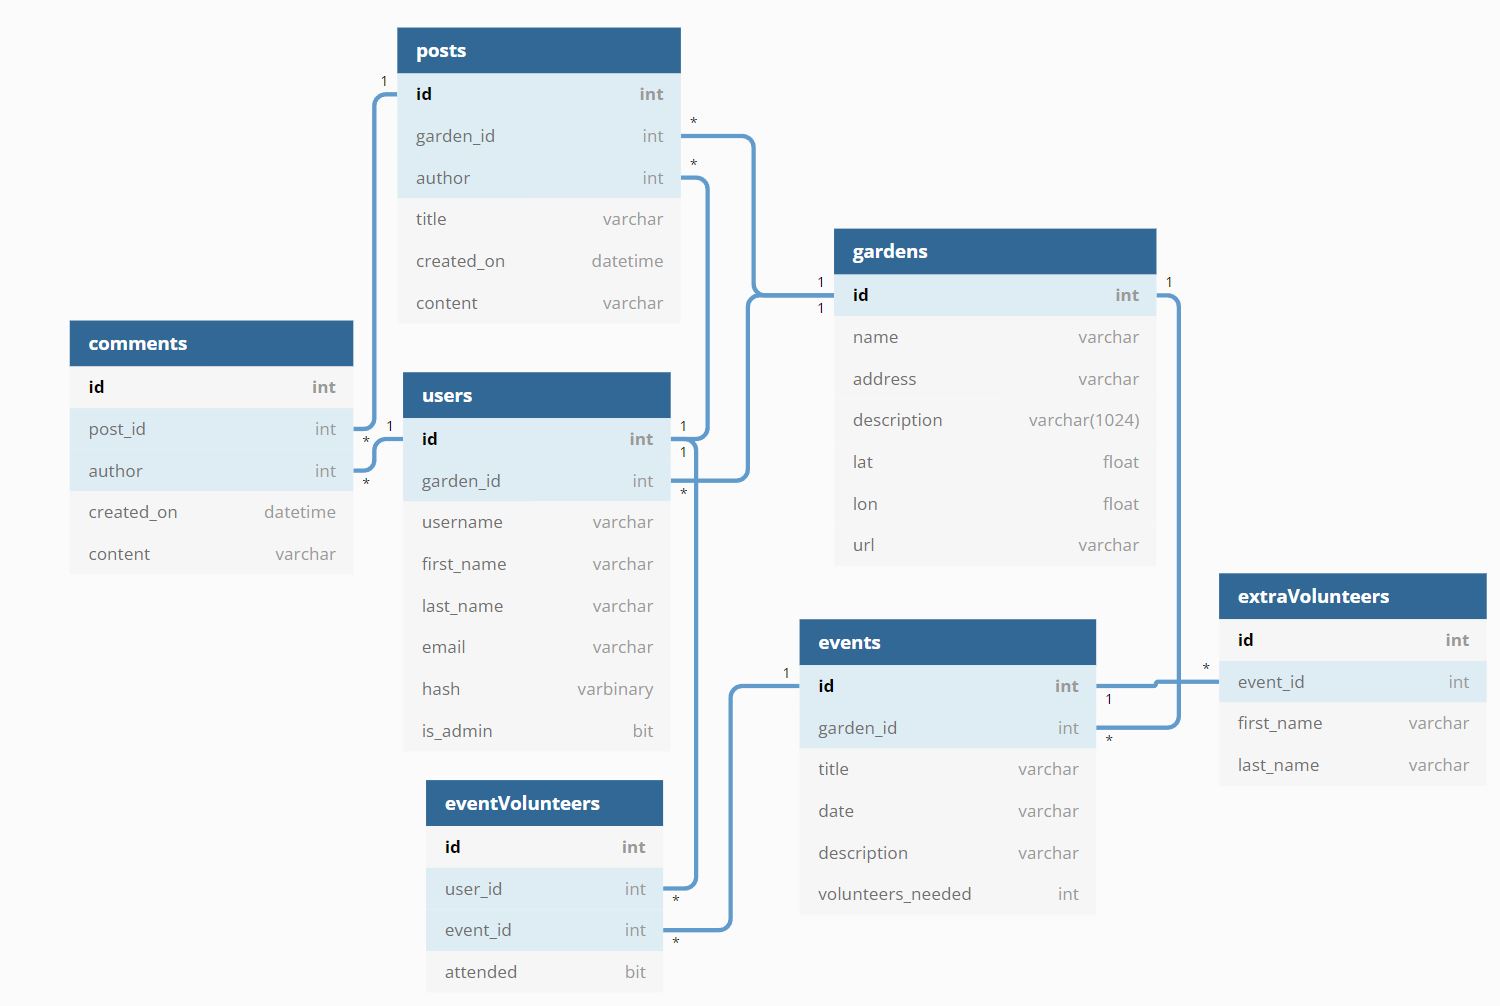 posts
1
id int
garden_id int *
author int *
title varchar
created_on datetime
content varchar
gardens
1 id int 1
1
name varchar
address varchar
description varchar(1024)
lat float
lon float
url varchar
comments
id int
post_id int
*
author int
*
created_on datetime
content varchar
users
1 id int 1
1
garden_id int
*
username varchar
first_name varchar
last_name varchar
email varchar
hash varbinary
is_admin bit
extraVolunteers
id int
* event_id int
first_name varchar
last_name varchar
events
1 id int
1
garden_id int
*
title varchar
date varchar
description varchar
volunteers_needed int
eventVolunteers
id int
user_id int
*
event_id int
*
attended bit